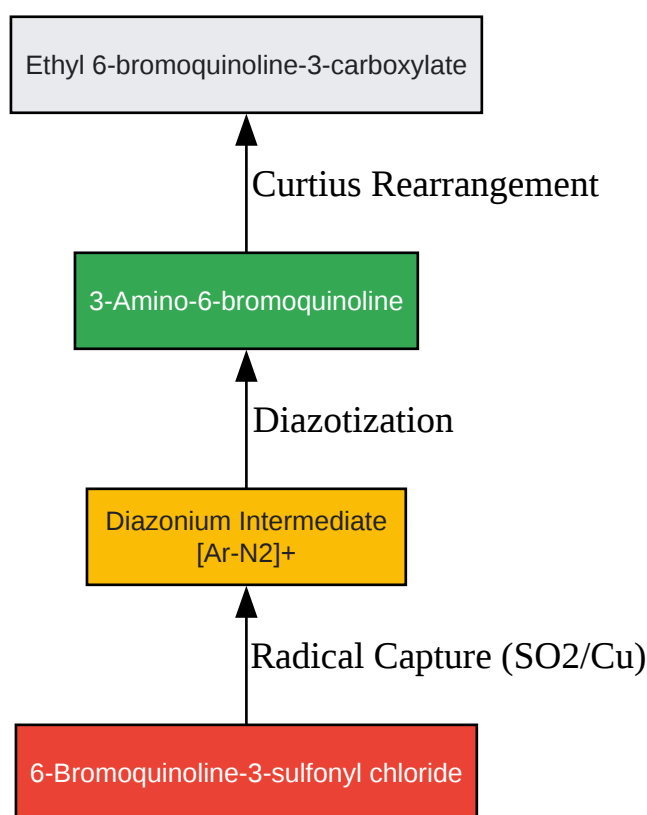 Ethyl 6-bromoquinoline-3-carboxylate
Curtius Rearrangement
3-Amino-6-bromoquinoline
Diazotization
Diazonium Intermediate
[Ar-N2]+
Radical Capture (SO2/Cu)
6-Bromoquinoline-3-sulfonyl chloride